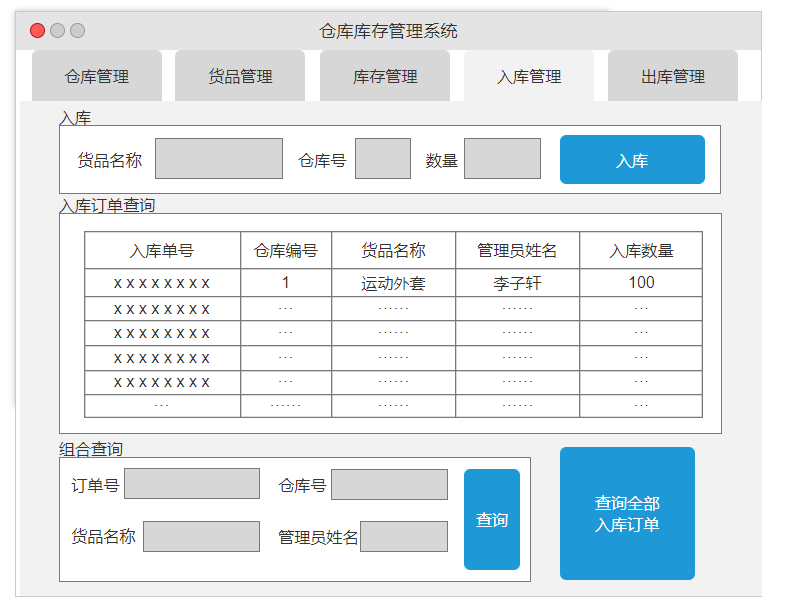 仓库库存管理系统
仓库管理 货品管理 库存管理 入库管理 出库管理
入库
货品名称 仓库号 数量 入库
入库订单查询
入库单号 仓库编号 货品名称 管理员姓名 入库数量
x x x x x x x x 1 运动外套 李子轩 100
x x x x x x x x ... ...... ...... ...
x x x x x x x x ... ...... ...... ...
x x x x x x x x ... ...... ...... ...
x x x x x x x x ... ...... ...... ...
... ...... ...... ...... ...
组合查询
订单号 仓库号
货品名称 管理员姓名
查询
查询全部
入库订单